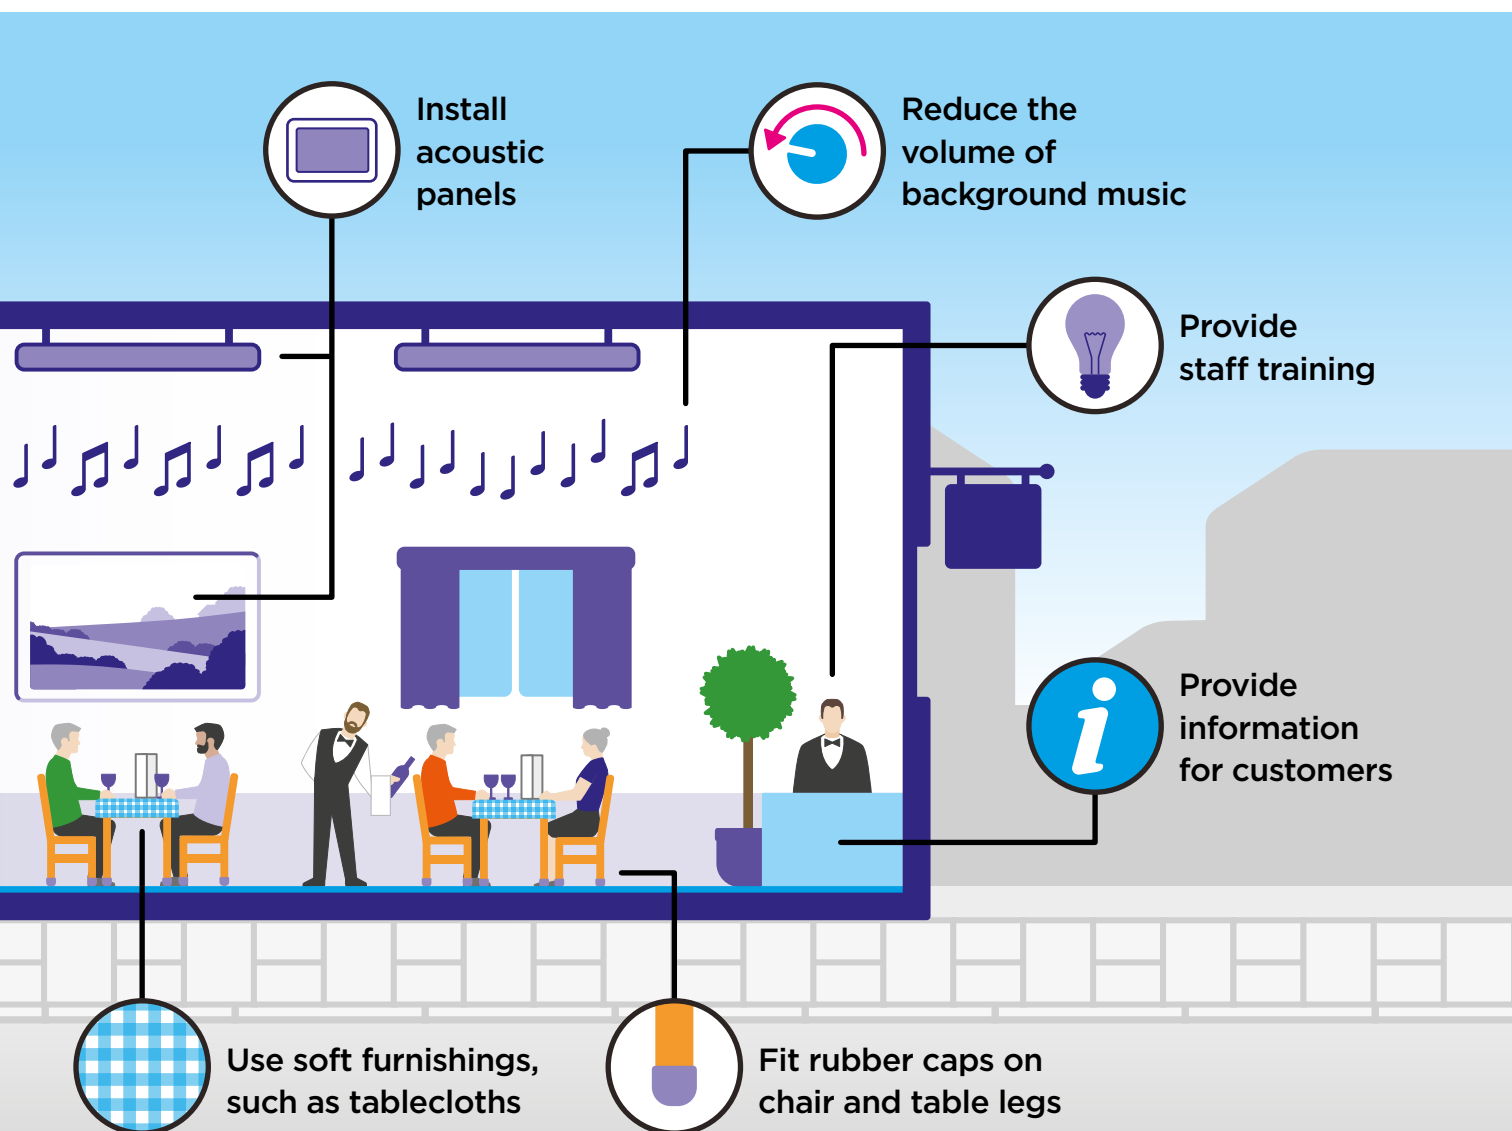 Install
acoustic
panels
Reduce the
volume of
background music
Provide
staff training
Provide
information
for customers
Use soft furnishings,
such as tablecloths
Fit rubber caps on
chair and table legs